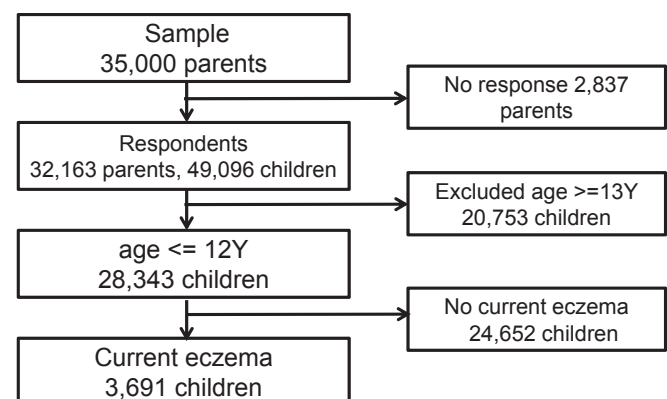 Sample
35,000 parents
No response 2,837
parents
Respondents
32,163 parents, 49,096 children
Excluded age >=13Y
20,753 children
age <= 12Y
28,343 children
No current eczema
24,652 children
Current eczema
3,691 children